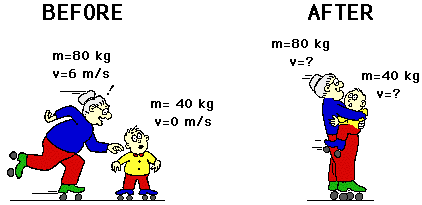 BEFORE
m=80 kg
v=6 m/s
!
m= 40 kg
v=0 m/s
AFTER
m=80 kg
v=?
m=40 kg
v=?